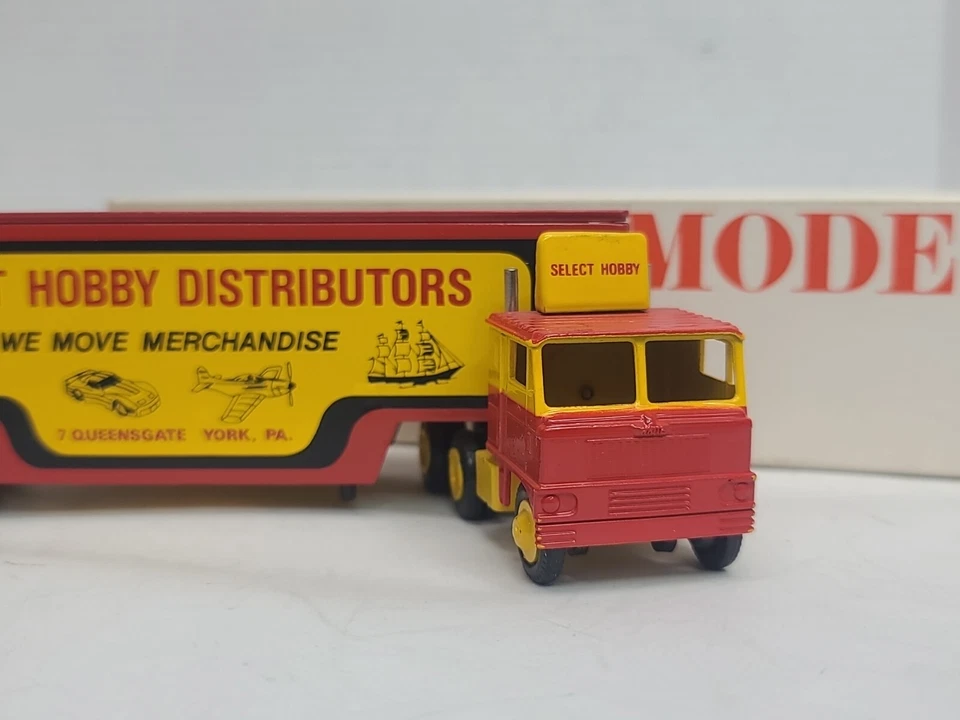 T HOBBY DISTRIBUTORS
WE MOVE MERCHANDISE
7 QUEENSGATE YORK, PA.
SELECT HOBBY
MODE